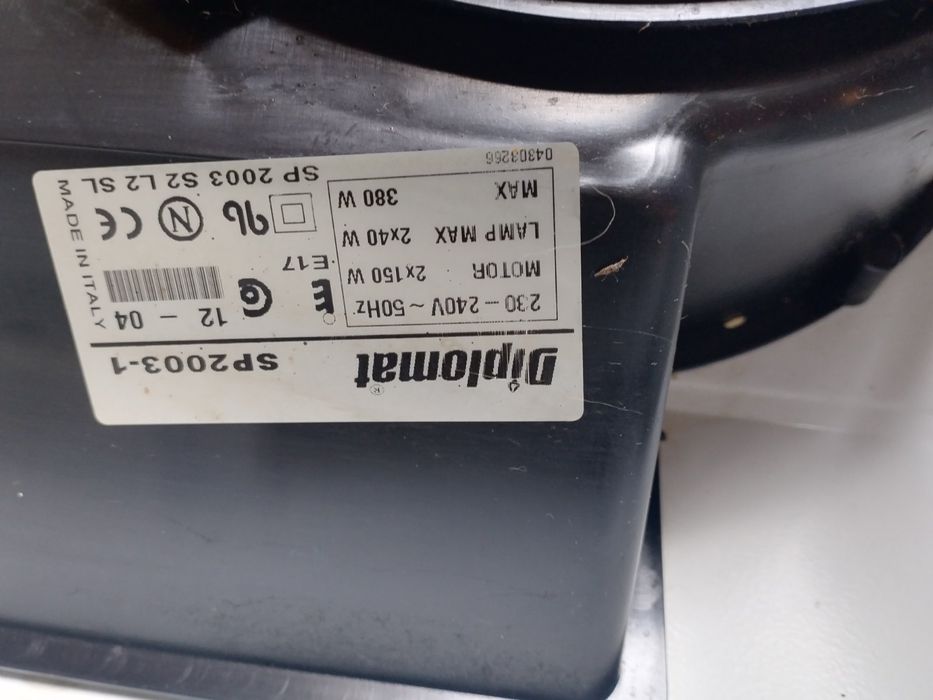 Diplomat®
SP2003-1
230 – 240V ~ 50Hz
MOTOR 2x150 W
LAMP MAX 2x40 W
MAX 380 W
E17
12 – 04
SP 2003 S2 L2 SL
MADE IN ITALY
04303266
N
CE
E
G